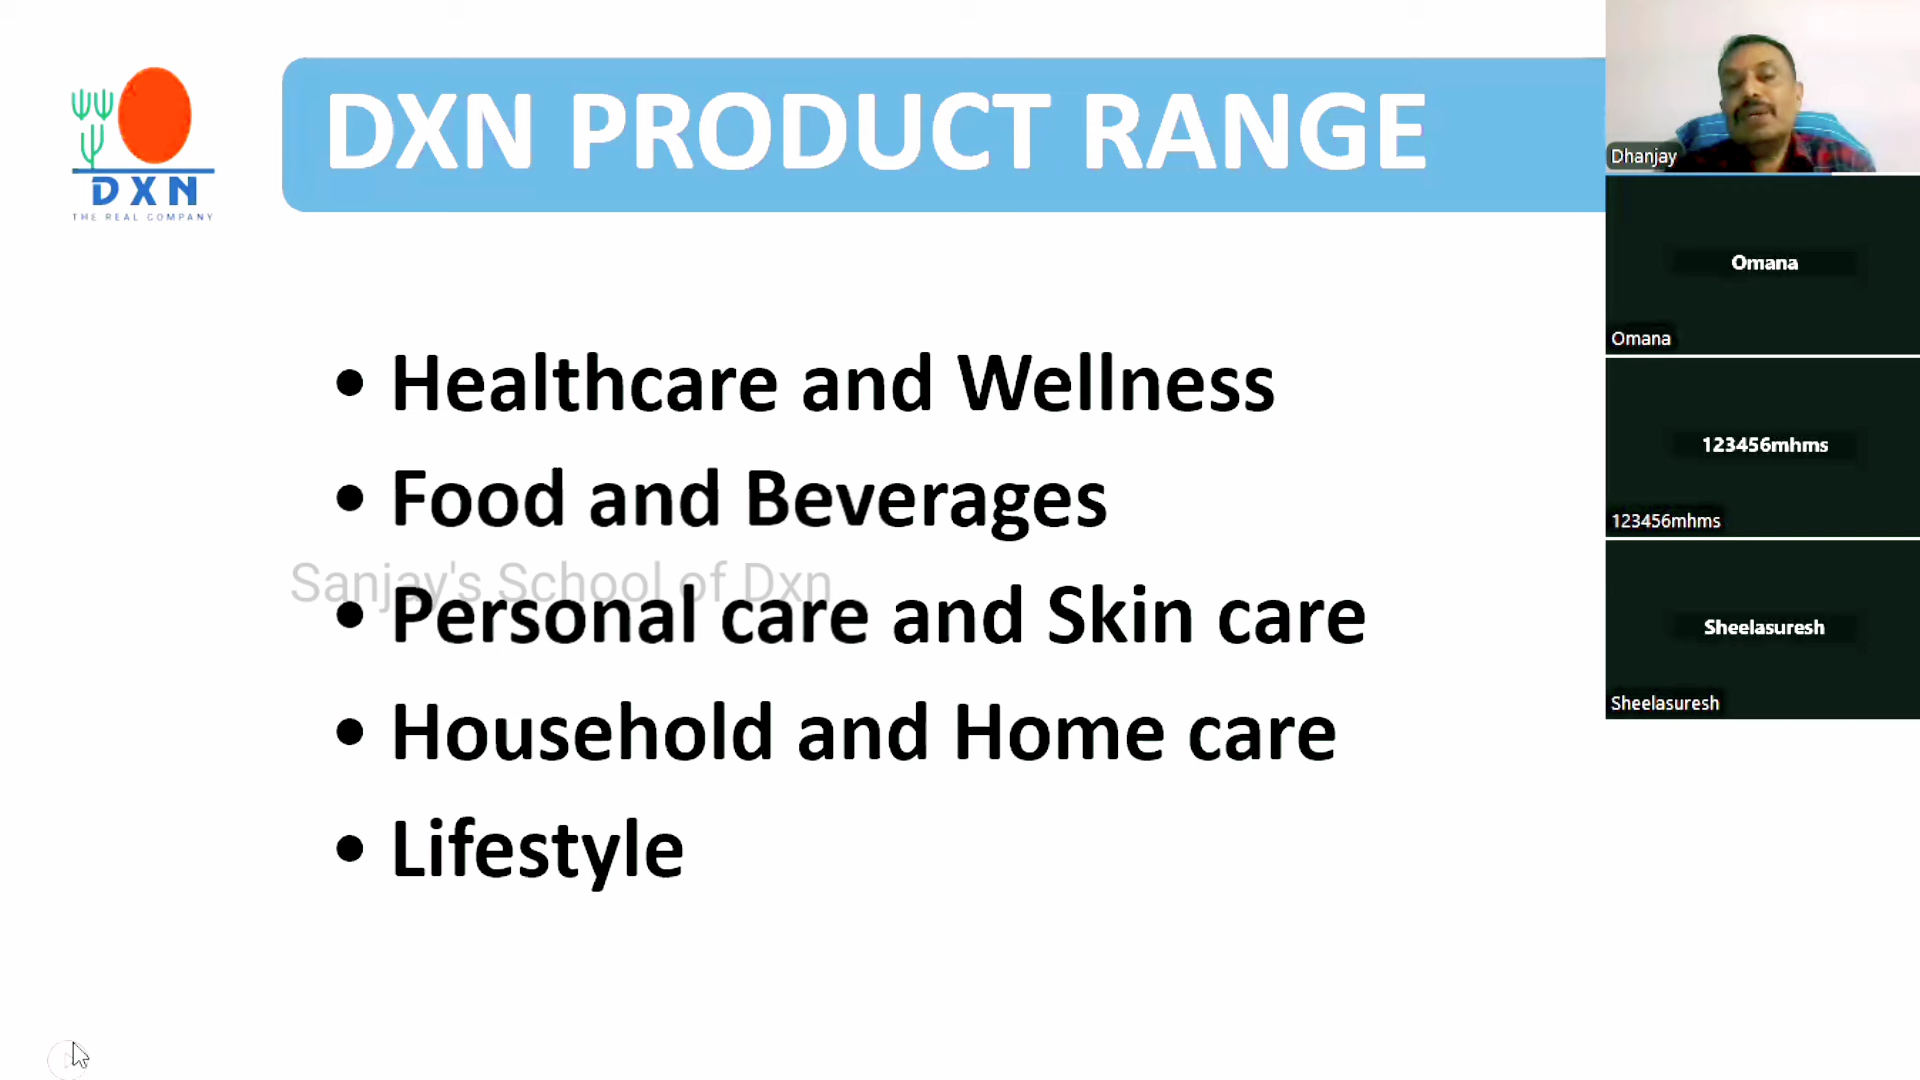 DXN
THE REAL COMPANY
DXN PRODUCT RANGE
• Healthcare and Wellness
• Food and Beverages
Sanjay's School of Dxn
• Personal care and Skin care
• Household and Home care
• Lifestyle
Dhanjay
Omana
Omana
123456mhms
123456mhms
Sheelasuresh
Sheelasuresh